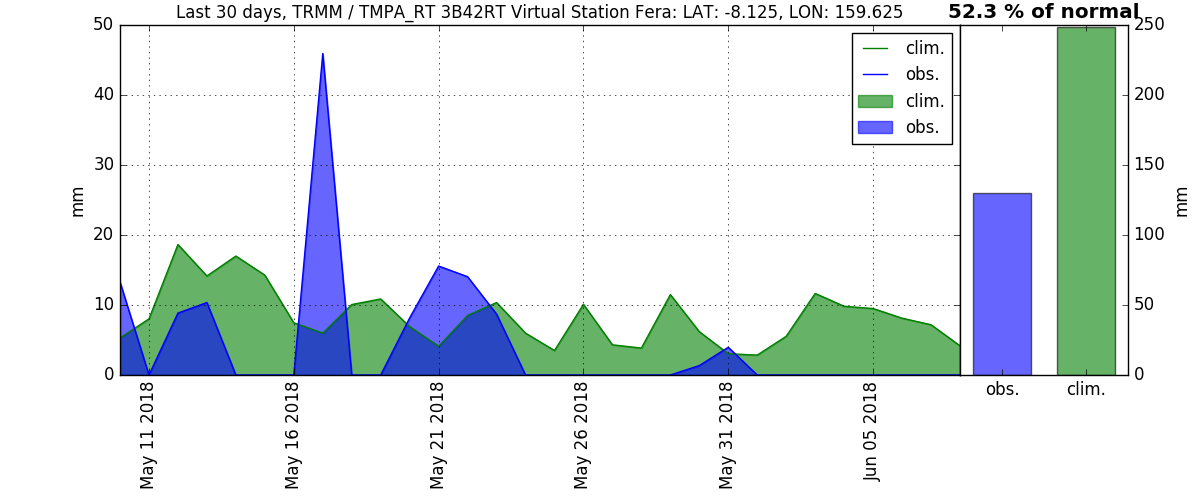 Last 30 days, TRMM / TMPA_RT 3B42RT Virtual Station Fera: LAT: -8.125, LON: 159.625
52.3 % of normal
50
40
30
20
10
0
mm
clim.
obs.
clim.
obs.
250
200
150
100
50
0
mm
May 11 2018
May 16 2018
May 21 2018
May 26 2018
May 31 2018
Jun 05 2018
obs.
clim.